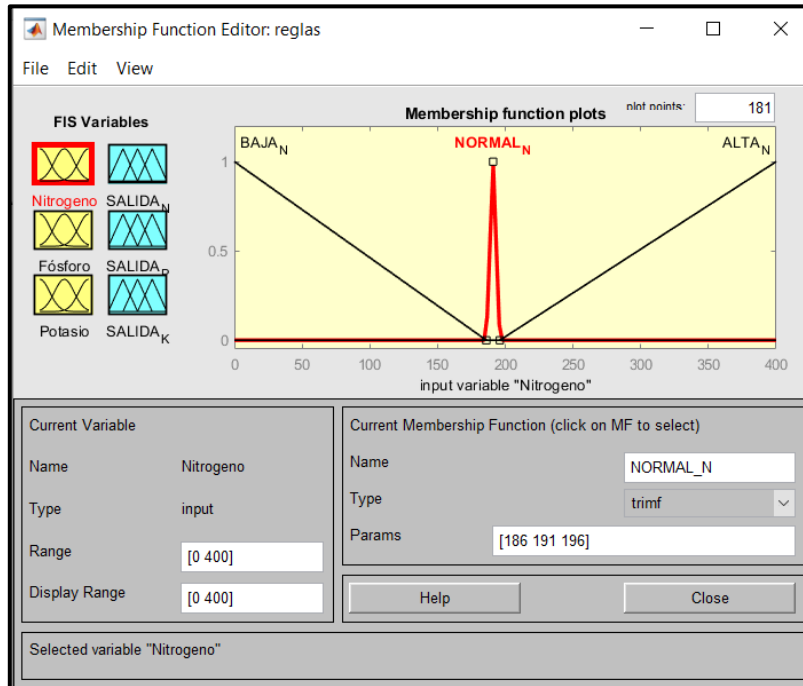 Membership Function Editor: reglas
File Edit View
FIS Variables
Nitrogeno SALIDA_N
Fósforo SALIDA_P
Potasio SALIDA_K
Membership function plots plot points: 181
BAJA_N NORMAL_N ALTA_N
1
0.5
0
0 50 100 150 200 250 300 350 400
input variable "Nitrogeno"
Current Variable
Name Nitrogeno
Type input
Range [0 400]
Display Range [0 400]
Current Membership Function (click on MF to select)
Name NORMAL_N
Type trimf
Params [186 191 196]
Help Close
Selected variable "Nitrogeno"